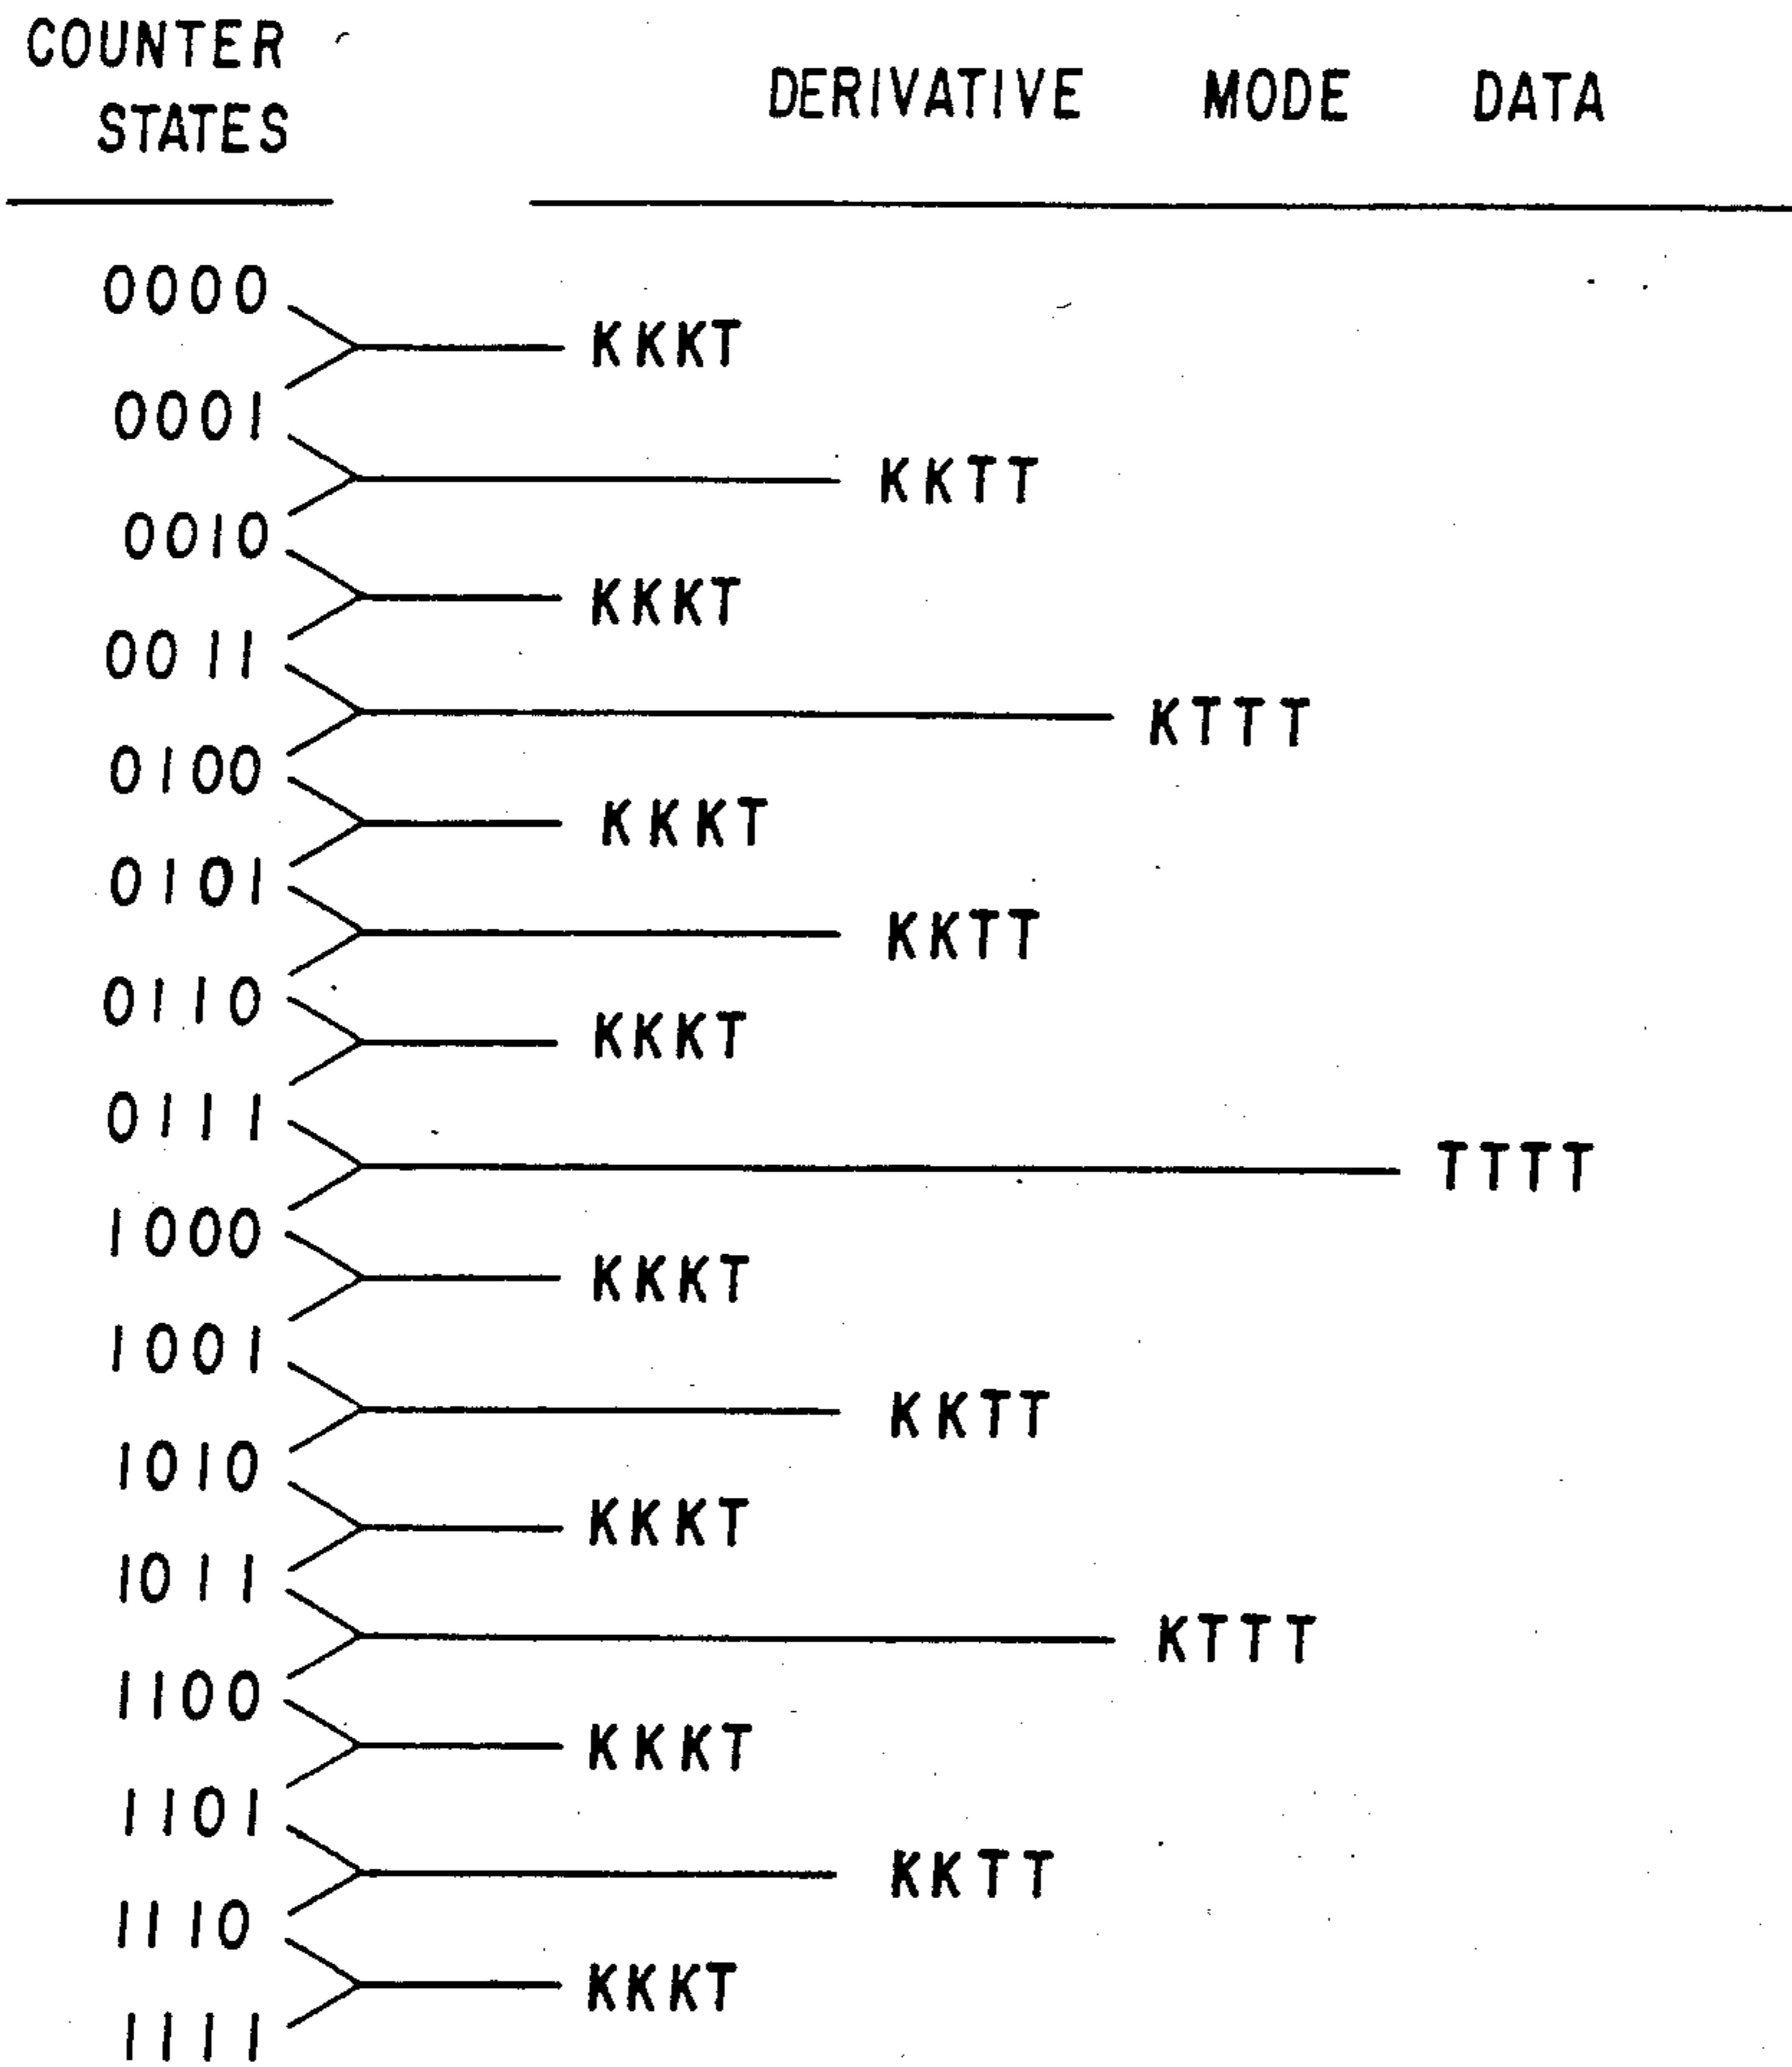 COUNTER
STATES
DERIVATIVE MODE DATA
0000
KKKT
0001
KKTT
0010
KKKT
0011
KTTT
0100
KKKT
0101
KKTT
0110
KKKT
0111
TTTT
1000
KKKT
1001
KKTT
1010
KKKT
1011
KTTT
1100
KKKT
1101
KKTT
1110
KKKT
1111